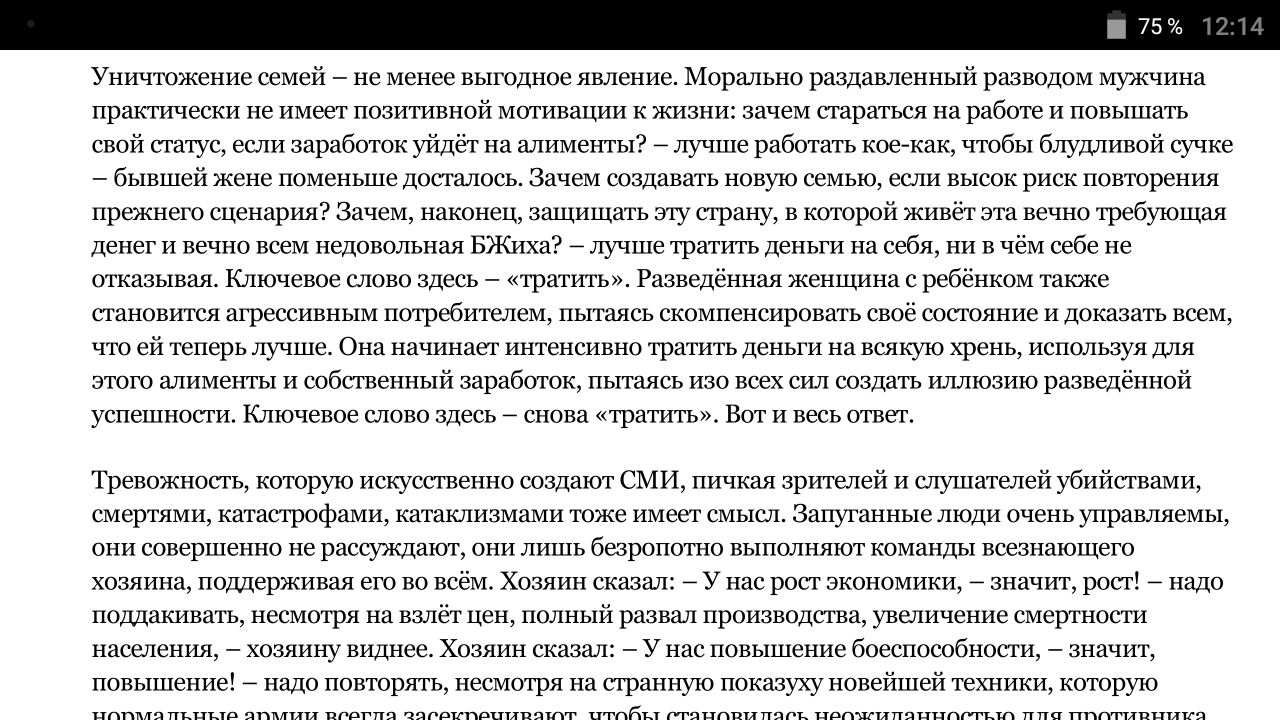 75 % 12:14
Уничтожение семей – не менее выгодное явление. Морально раздавленный разводом мужчина
практически не имеет позитивной мотивации к жизни: зачем стараться на работе и повышать
свой статус, если заработок уйдёт на алименты? – лучше работать кое-как, чтобы блудливой сучке
– бывшей жене поменьше досталось. Зачем создавать новую семью, если высок риск повторения
прежнего сценария? Зачем, наконец, защищать эту страну, в которой живёт эта вечно требующая
денег и вечно всем недовольная БЖиха? – лучше тратить деньги на себя, ни в чём себе не
отказывая. Ключевое слово здесь – «тратить». Разведённая женщина с ребёнком также
становится агрессивным потребителем, пытаясь скомпенсировать своё состояние и доказать всем,
что ей теперь лучше. Она начинает интенсивно тратить деньги на всякую хрень, используя для
этого алименты и собственный заработок, пытаясь изо всех сил создать иллюзию разведённой
успешности. Ключевое слово здесь – снова «тратить». Вот и весь ответ.
Тревожность, которую искусственно создают СМИ, пичкая зрителей и слушателей убийствами,
смертями, катастрофами, катаклизмами тоже имеет смысл. Запуганные люди очень управляемы,
они совершенно не рассуждают, они лишь безропотно выполняют команды всезнающего
хозяина, поддерживая его во всём. Хозяин сказал: – У нас рост экономики, – значит, рост! – надо
поддакивать, несмотря на взлёт цен, полный развал производства, увеличение смертности
населения, – хозяину виднее. Хозяин сказал: – У нас повышение боеспособности, – значит,
повышение! – надо повторять, несмотря на странную показуху новейшей техники, которую
нормальные армии всегда засекречивают, чтобы становилась неожиданностью для противника